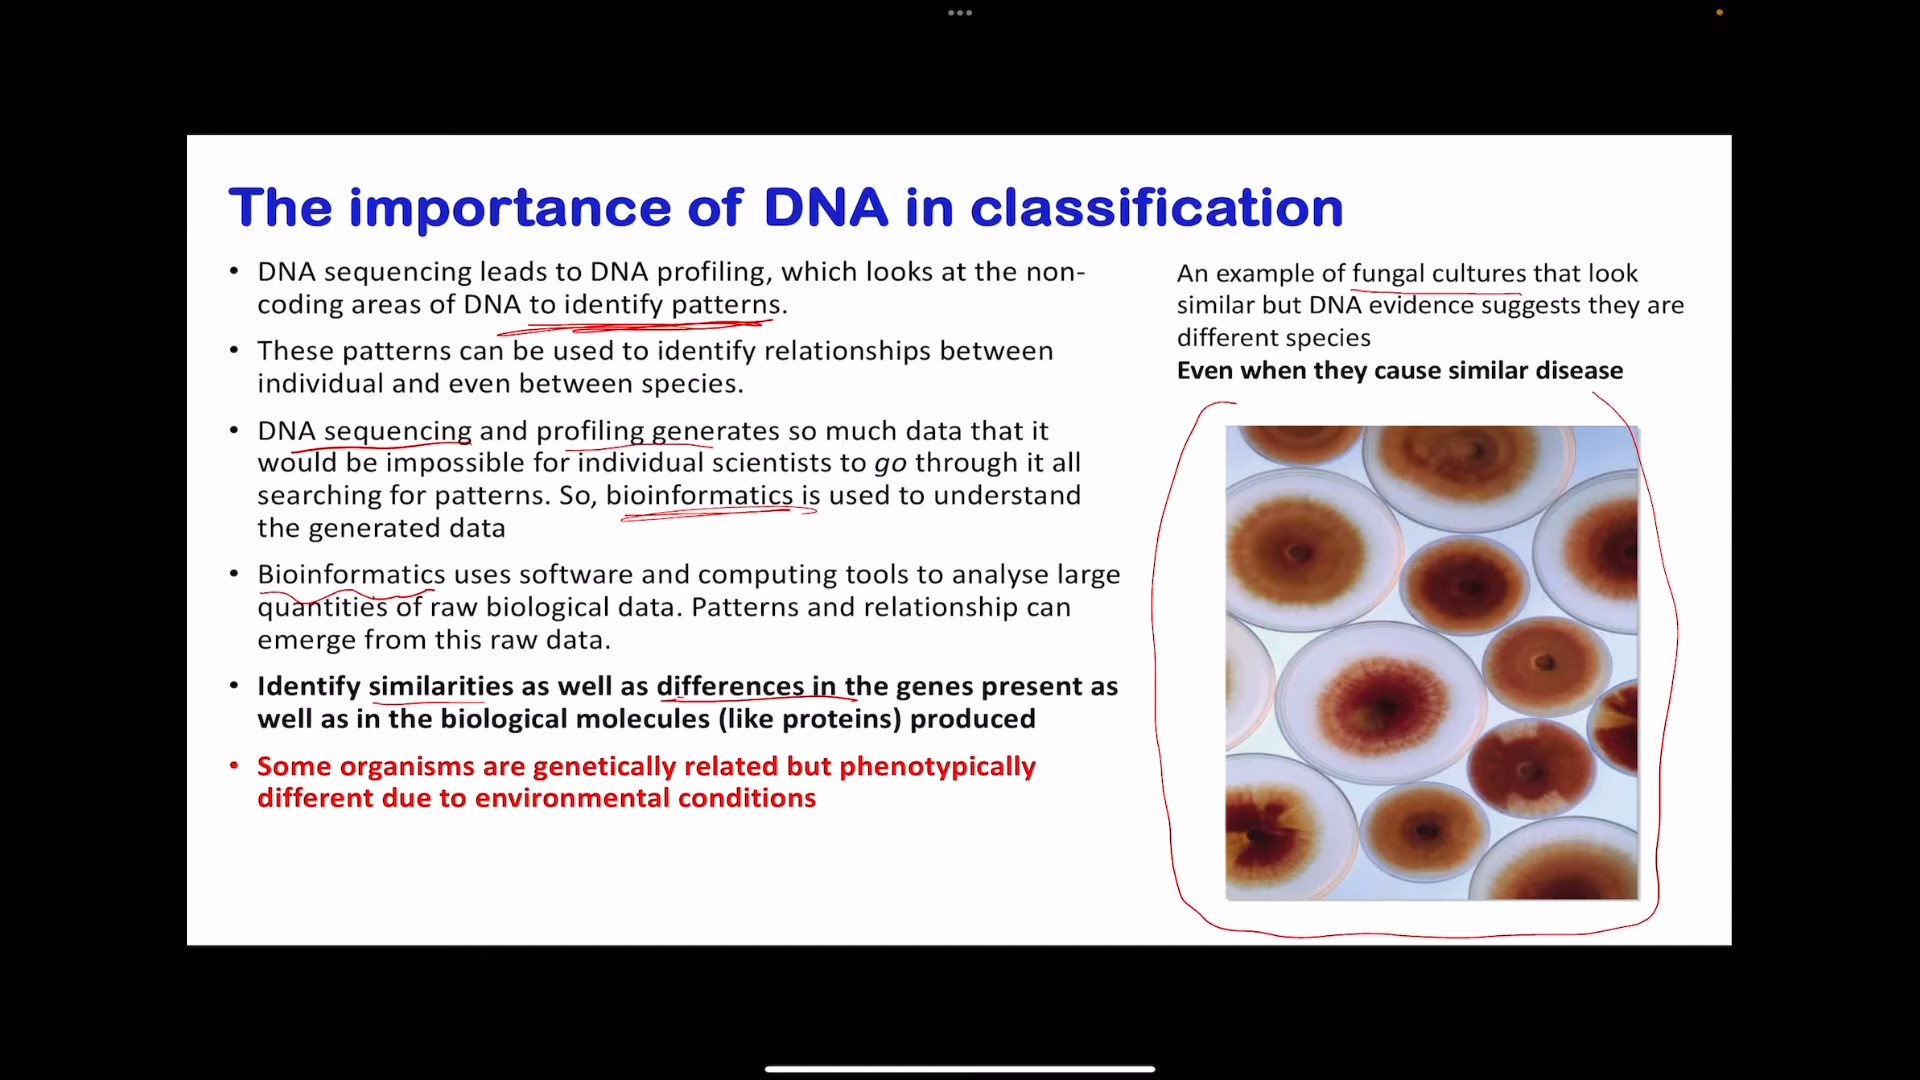 The importance of DNA in classification
• DNA sequencing leads to DNA profiling, which looks at the non-
coding areas of DNA to identify patterns.
• These patterns can be used to identify relationships between
individual and even between species.
• DNA sequencing and profiling generates so much data that it
would be impossible for individual scientists to go through it all
searching for patterns. So, bioinformatics is used to understand
the generated data
• Bioinformatics uses software and computing tools to analyse large
quantities of raw biological data. Patterns and relationship can
emerge from this raw data.
• Identify similarities as well as differences in the genes present as
well as in the biological molecules (like proteins) produced
• Some organisms are genetically related but phenotypically
different due to environmental conditions
An example of fungal cultures that look
similar but DNA evidence suggests they are
different species
Even when they cause similar disease